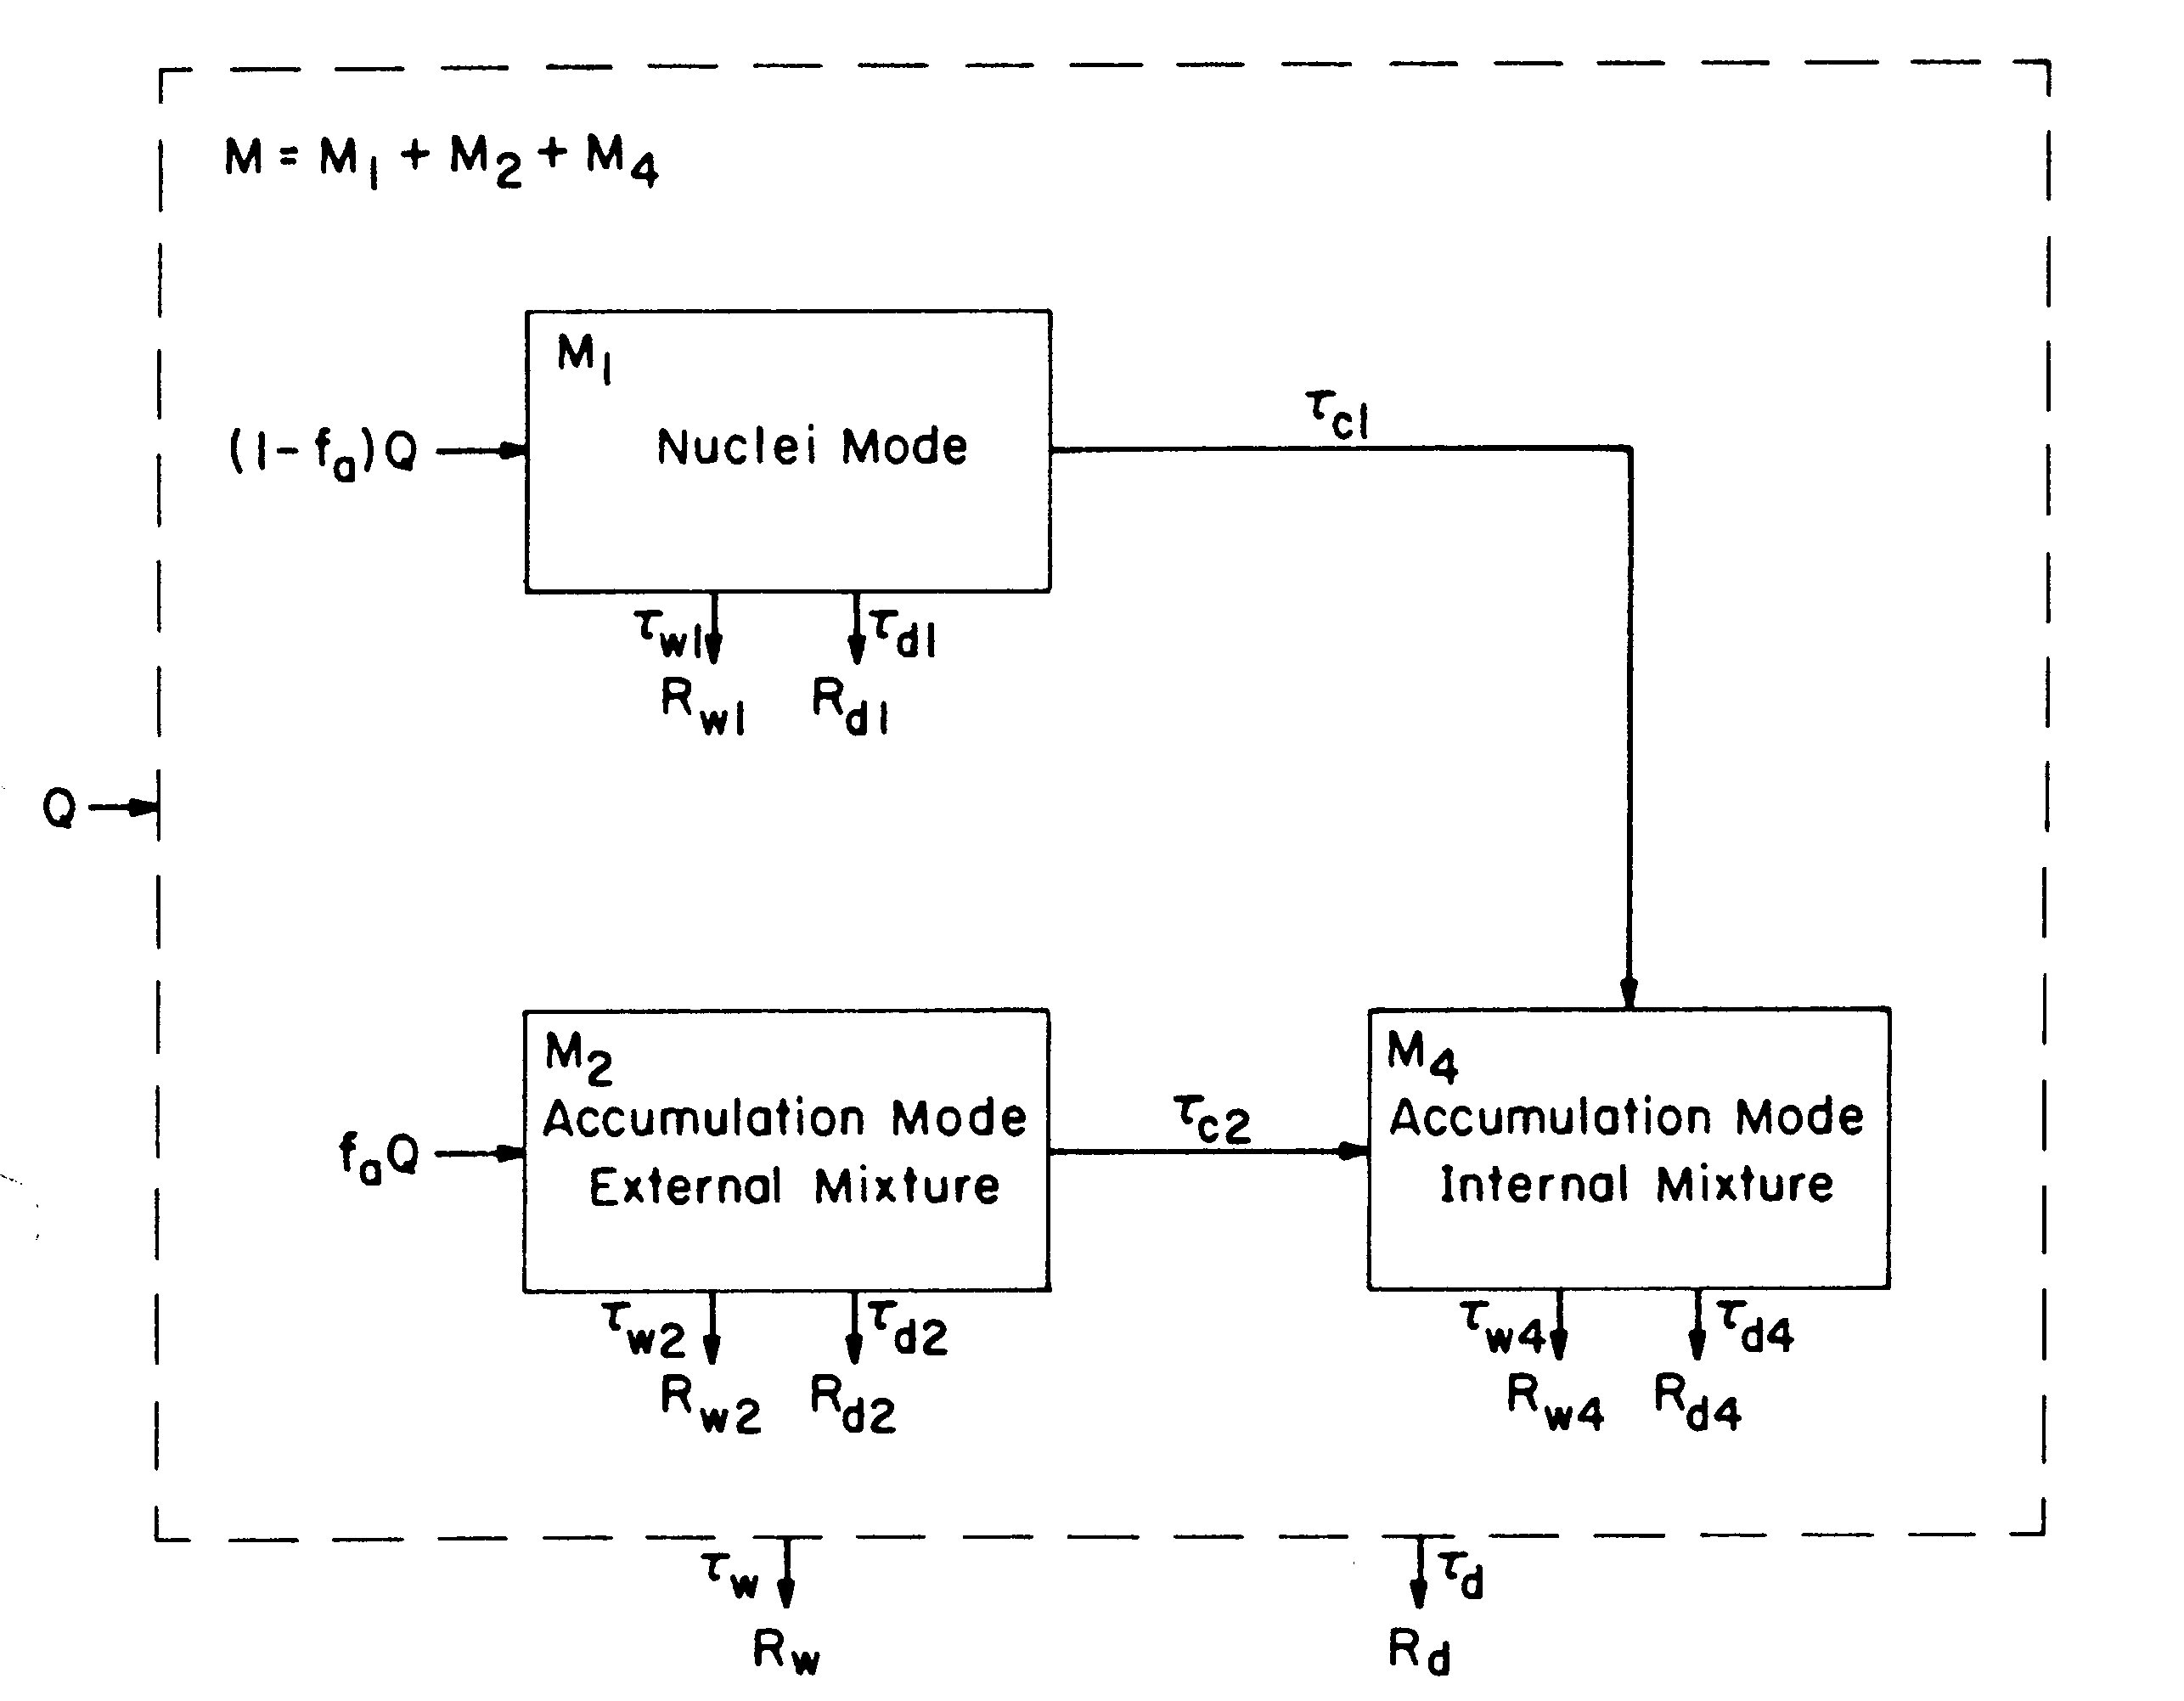 M = M1 + M2 + M4
M1
Nuclei Mode
(1-fa)Q
τc1
τw1 τd1
Rw1 Rd1
Q
M2
Accumulation Mode
External Mixture
faQ
τc2
M4
Accumulation Mode
Internal Mixture
τw2 τd2
Rw2 Rd2
τw4 τd4
Rw4 Rd4
τw τd
Rw Rd